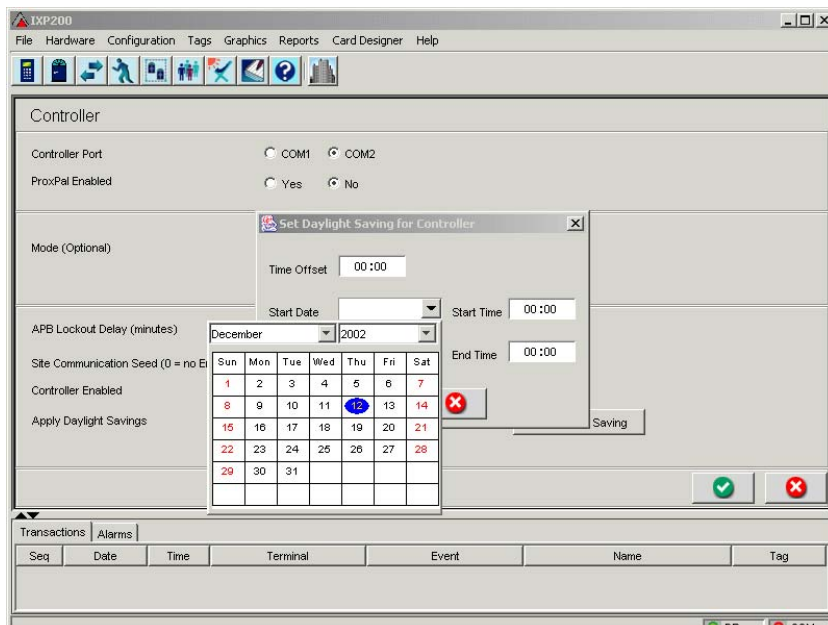 IXP200
File Hardware Configuration Tags Graphics Reports Card Designer Help
Controller
Controller Port COM1 COM2
ProxPal Enabled Yes No
Set Daylight Saving for Controller
Mode (Optional)
Time Offset 00:00
Start Date Start Time 00:00
APB Lockout Delay (minutes)
December 2002
End Time 00:00
Site Communication Seed (0 = no
Sun Mon Tue Wed Thu Fri Sat
1 2 3 4 5 6 7
Controller Enabled
8 9 10 11 12 13 14
Apply Daylight Savings
Saving
15 16 17 18 19 20 21
22 23 24 25 26 27 28
29 30 31
Transactions Alarms
Seq Date Time Terminal Event Name Tag